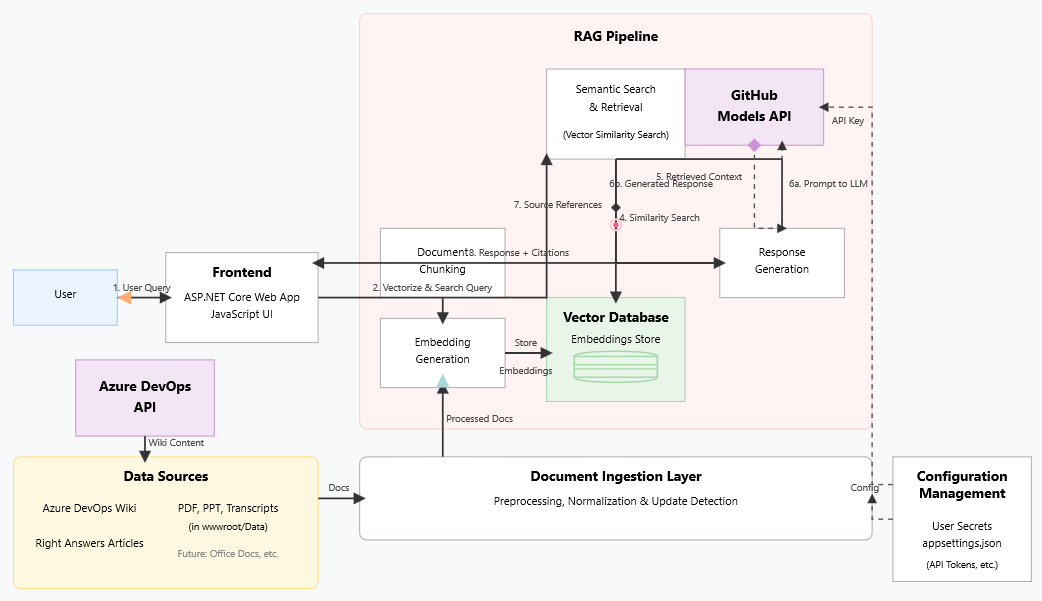 RAG Pipeline
Semantic Search
& Retrieval
(Vector Similarity Search)
GitHub
Models API
API Key
5. Retrieved Context
6b. Generated Response
6a. Prompt to LLM
7. Source References
4. Similarity Search
Document
Chunking
8. Response + Citations
Response
Generation
User
1. User Query
Frontend
ASP.NET Core Web App
JavaScript UI
2. Vectorize & Search Query
Embedding
Generation
Store
Embeddings
Vector Database
Embeddings Store
Azure DevOps
API
Wiki Content
Processed Docs
Data Sources
Azure DevOps Wiki
PDF, PPT, Transcripts
(in wwwroot/Data)
Right Answers Articles
Future: Office Docs, etc.
Docs
Document Ingestion Layer
Preprocessing, Normalization & Update Detection
Config
Configuration
Management
User Secrets
appsettings.json
(API Tokens, etc.)